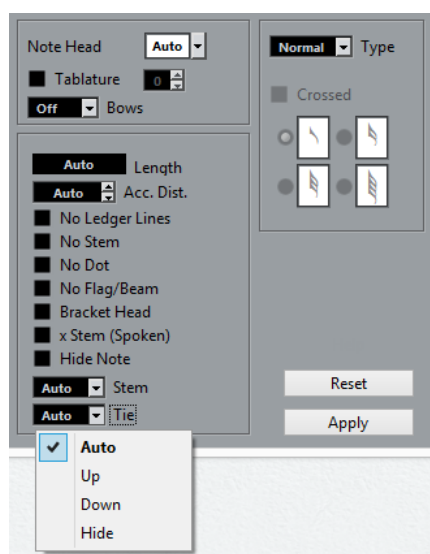 Note Head Auto
Tablature 0
Off Bows
Normal Type
Crossed
Auto Length
Auto Acc. Dist.
No Ledger Lines
No Stem
No Dot
No Flag/Beam
Bracket Head
x Stem (Spoken)
Hide Note
Auto Stem
Auto Tie
Reset
Apply
Auto
Up
Down
Hide